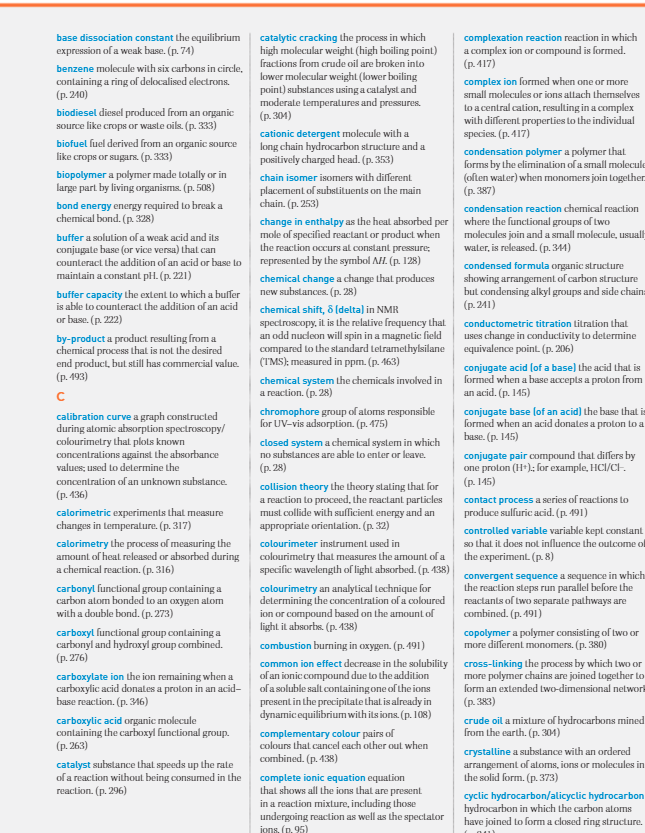 base dissociation constant the equilibrium
expression of a weak base. (p. 74)
benzene molecule with six carbons in circle,
containing a ring of delocalised electrons.
(p. 240)
biodiesel diesel produced from an organic
source like crops or waste oils. (p. 333)
biofuel fuel derived from an organic source
like crops or sugars. (p. 333)
biopolymer a polymer made totally or in
large part by living organisms. (p. 508)
bond energy energy required to break a
chemical bond. (p. 328)
buffer a solution of a weak acid and its
conjugate base (or vice versa) that can
counteract the addition of an acid or base to
maintain a constant pH. (p. 221)
buffer capacity the extent to which a buffer
is able to counteract the addition of an acid
or base. (p. 222)
by-product a product resulting from a
chemical process that is not the desired
end product, but still has commercial value.
(p. 493)
C
calibration curve a graph constructed
during atomic absorption spectroscopy/
colourimetry that plots known
concentrations against the absorbance
values; used to determine the
concentration of an unknown substance.
(p. 436)
calorimetric experiments that measure
changes in temperature. (p. 317)
calorimetry the process of measuring the
amount of heat released or absorbed during
a chemical reaction. (p. 316)
carbonyl functional group containing a
carbon atom bonded to an oxygen atom
with a double bond. (p. 273)
carboxyl functional group containing a
carbonyl and hydroxyl group combined.
(p. 276)
carboxylate ion the ion remaining when a
carboxylic acid donates a proton in an acid–
base reaction. (p. 346)
carboxylic acid organic molecule
containing the carboxyl functional group.
(p. 263)
catalyst substance that speeds up the rate
of a reaction without being consumed in the
reaction. (p. 296)
catalytic cracking the process in which
high molecular weight (high boiling point)
fractions from crude oil are broken into
lower molecular weight (lower boiling
point) substances using a catalyst and
moderate temperatures and pressures.
(p. 304)
cationic detergent molecule with a
long chain hydrocarbon structure and a
positively charged head. (p. 353)
chain isomer isomers with different
placement of substituents on the main
chain. (p. 253)
change in enthalpy as the heat absorbed per
mole of specified reactant or product when
the reaction occurs at constant pressure;
represented by the symbol ΔH. (p. 128)
chemical change a change that produces
new substances. (p. 28)
chemical shift, δ (delta) in NMR
spectroscopy, it is the relative frequency that
an odd nucleon will spin in a magnetic field
compared to the standard tetramethylsilane
(TMS); measured in ppm. (p. 463)
chemical system the chemicals involved in
a reaction. (p. 28)
chromophore group of atoms responsible
for UV–vis adsorption. (p. 475)
closed system a chemical system in which
no substances are able to enter or leave.
(p. 28)
collision theory the theory stating that for
a reaction to proceed, the reactant particles
must collide with sufficient energy and an
appropriate orientation. (p. 32)
colourimeter instrument used in
colourimetry that measures the amount of a
specific wavelength of light absorbed. (p. 438)
colourimetry an analytical technique for
determining the concentration of a coloured
ion or compound based on the amount of
light it absorbs. (p. 438)
combustion burning in oxygen. (p. 491)
common ion effect decrease in the solubility
of an ionic compound due to the addition
of a soluble salt containing one of the ions
present in the precipitate that is already in
dynamic equilibrium with its ions. (p. 108)
complementary colour pairs of
colours that cancel each other out when
combined. (p. 438)
complete ionic equation equation
that shows all the ions that are present
in a reaction mixture, including those
undergoing reaction as well as the spectator
ions. (p. 95)
complexation reaction reaction in which
a complex ion or compound is formed.
(p. 417)
complex ion formed when one or more
small molecules or ions attach themselves
to a central cation, resulting in a complex
with different properties to the individual
species. (p. 417)
condensation polymer a polymer that
forms by the elimination of a small molecule
(often water) when monomers join together.
(p. 387)
condensation reaction chemical reaction
where the functional groups of two
molecules join and a small molecule, usually
water, is released. (p. 344)
condensed formula organic structure
showing arrangement of carbon structure
but condensing alkyl groups and side chains
(p. 241)
conductometric titration titration that
uses change in conductivity to determine
equivalence point. (p. 206)
conjugate acid (of a base) the acid that is
formed when a base accepts a proton from
an acid. (p. 145)
conjugate base (of an acid) the base that is
formed when an acid donates a proton to a
base. (p. 145)
conjugate pair compound that differs by
one proton (H⁺).; for example, HCl/Cl⁻.
(p. 145)
contact process a series of reactions to
produce sulfuric acid. (p. 491)
controlled variable variable kept constant
so that it does not influence the outcome of
the experiment. (p. 8)
convergent sequence a sequence in which
the reaction steps run parallel before the
reactants of two separate pathways are
combined. (p. 491)
copolymer a polymer consisting of two or
more different monomers. (p. 380)
cross-linking the process by which two or
more polymer chains are joined together to
form an extended two-dimensional network
(p. 383)
crude oil a mixture of hydrocarbons mined
from the earth. (p. 304)
crystalline a substance with an ordered
arrangement of atoms, ions or molecules in
the solid form. (p. 373)
cyclic hydrocarbon/alicyclic hydrocarbon
hydrocarbon in which the carbon atoms
have joined to form a closed ring structure.